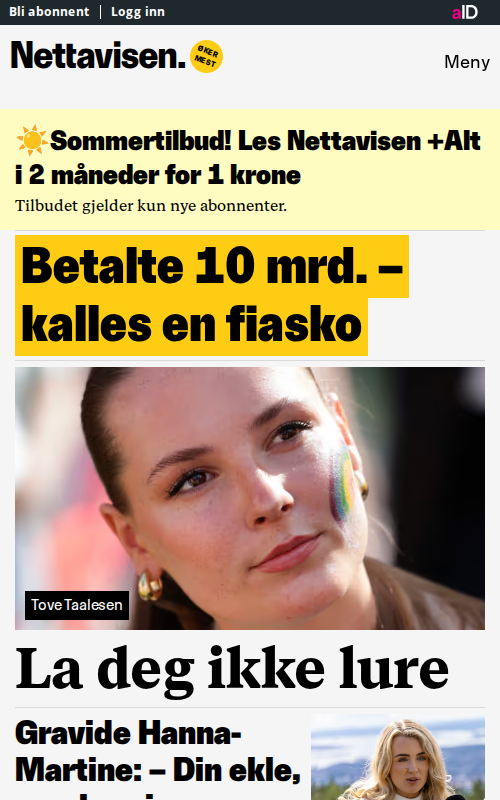 Bli abonnent | Logg inn
aID
Nettavisen.
ØKER
MEST
Meny
☀️Sommertilbud! Les Nettavisen +Alt
i 2 måneder for 1 krone
Tilbudet gjelder kun nye abonnenter.
Betalte 10 mrd. –
kalles en fiasko
Tove Taalesen
La deg ikke lure
Gravide Hanna-
Martine: – Din ekle,